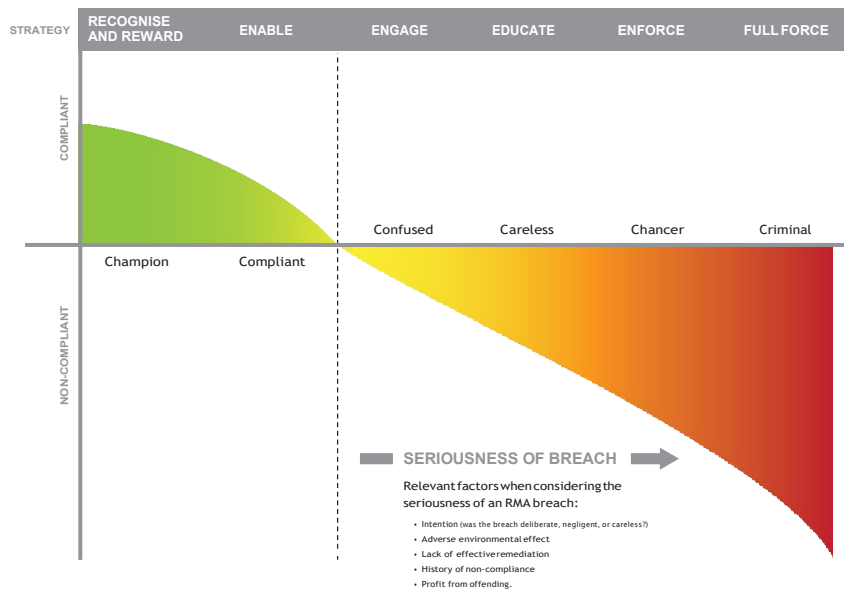 STRATEGY
RECOGNISE
AND REWARD
ENABLE
ENGAGE
EDUCATE
ENFORCE
FULL FORCE
COMPLIANT
Confused
Careless
Chancer
Criminal
Champion
Compliant
NON-COMPLIANT
SERIOUSNESS OF BREACH
Relevant factors when considering the
seriousness of an RMA breach:
• Intention (was the breach deliberate, negligent, or careless?)
• Adverse environmental effect
• Lack of effective remediation
• History of non-compliance
• Profit from offending.